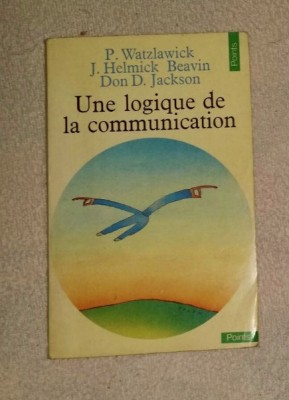 P. Watzlawick
J. Helmick Beavin
Don D. Jackson
Points
Une logique de
la communication
Points